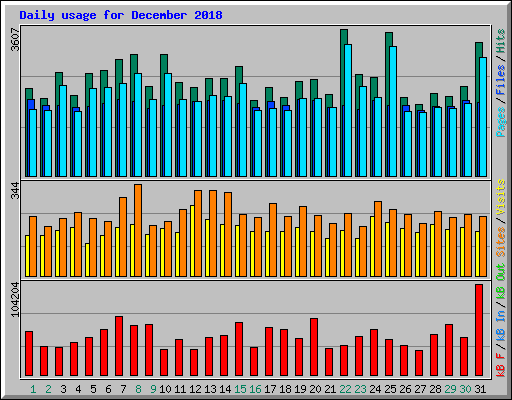 Daily usage for December 2018
3607
Pages / Files / Hits
344
Sites / Visits
104204
kB F / kB In / kB Out
1 2 3 4 5 6 7 8 9 10 11 12 13 14 15 16 17 18 19 20 21 22 23 24 25 26 27 28 29 30 31